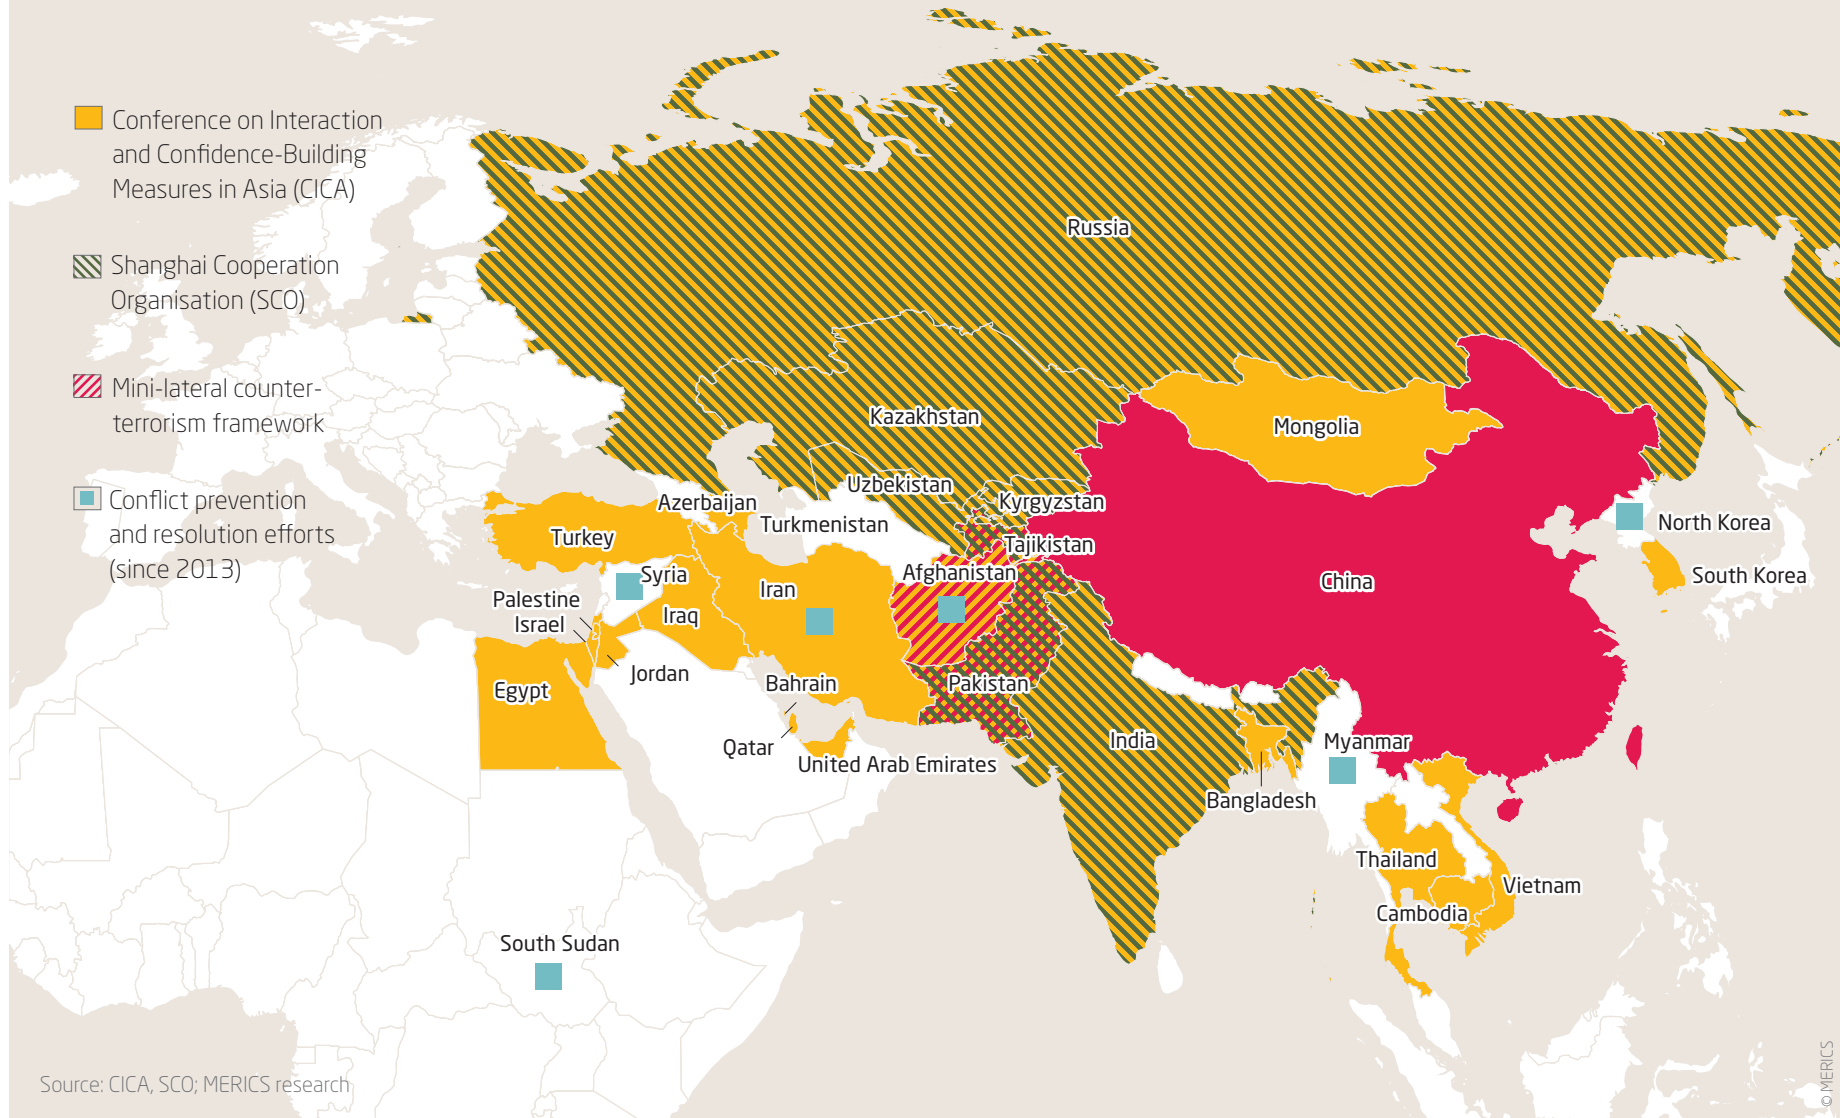 Conference on Interaction
and Confidence-Building
Measures in Asia (CICA)
Shanghai Cooperation
Organisation (SCO)
Mini-lateral counter-
terrorism framework
Conflict prevention
and resolution efforts
(since 2013)
Russia
Kazakhstan
Mongolia
Uzbekistan
Kyrgyzstan
Azerbaijan
Turkmenistan
Turkey
Tajikistan
North Korea
Syria
Afghanistan
South Korea
Iran
China
Palestine
Israel
Iraq
Jordan
Bahrain
Pakistan
Egypt
Qatar
United Arab Emirates
India
Myanmar
Bangladesh
Thailand
Vietnam
Cambodia
South Sudan
Source: CICA, SCO; MERICS research
© MERICS